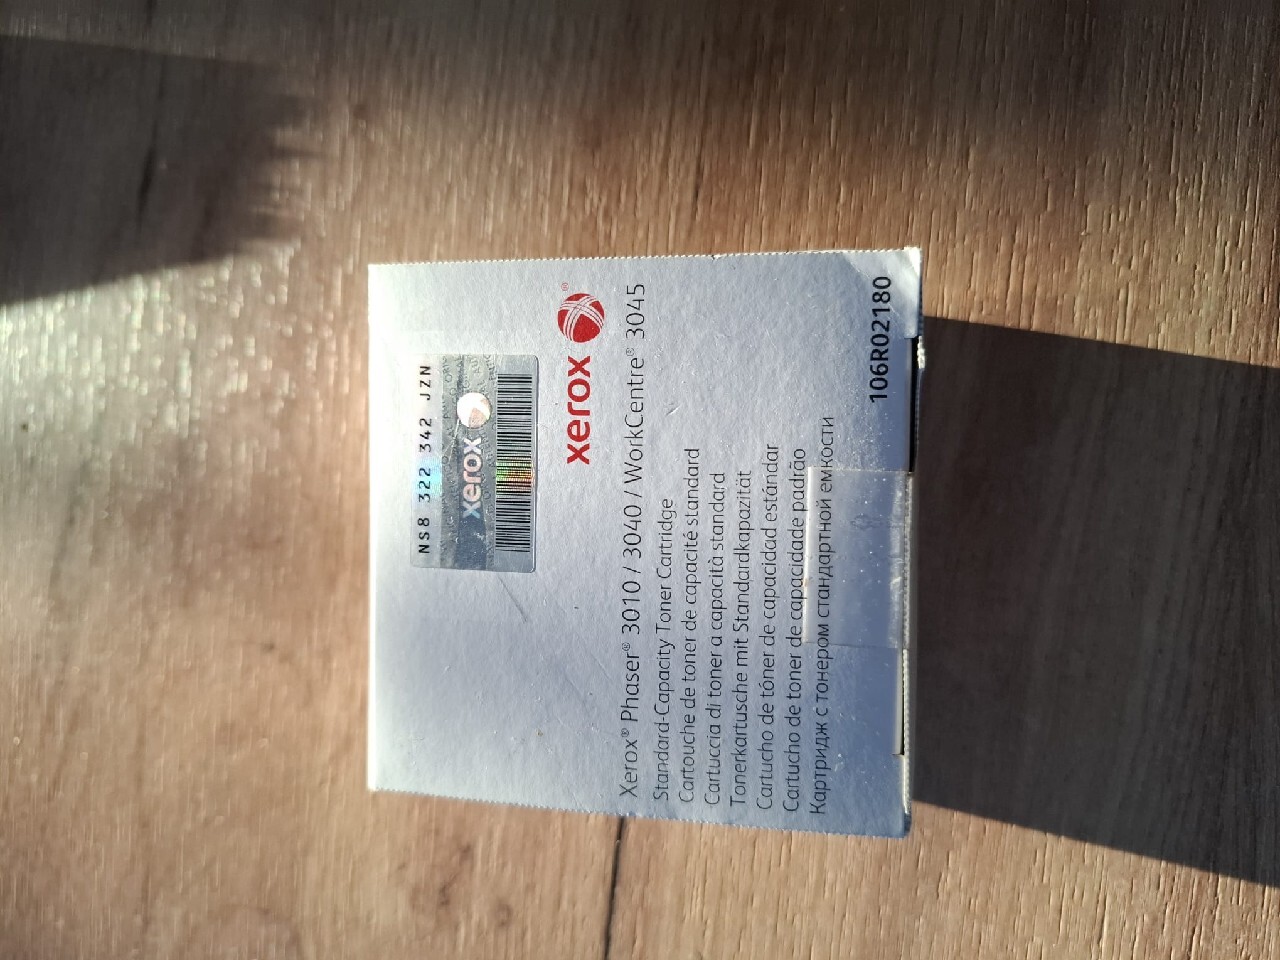 NS8 322 342 JZN
xerox
xerox ®
Xerox® Phaser® 3010 / 3040 / WorkCentre® 3045
Standard-Capacity Toner Cartridge
Cartouche de toner de capacité standard
Cartuccia di toner a capacità standard
Tonerkartusche mit Standardkapazität
Cartucho de tóner de capacidad estándar
Cartucho de toner de capacidade padrão
Картридж с тонером стандартной емкости
106R02180